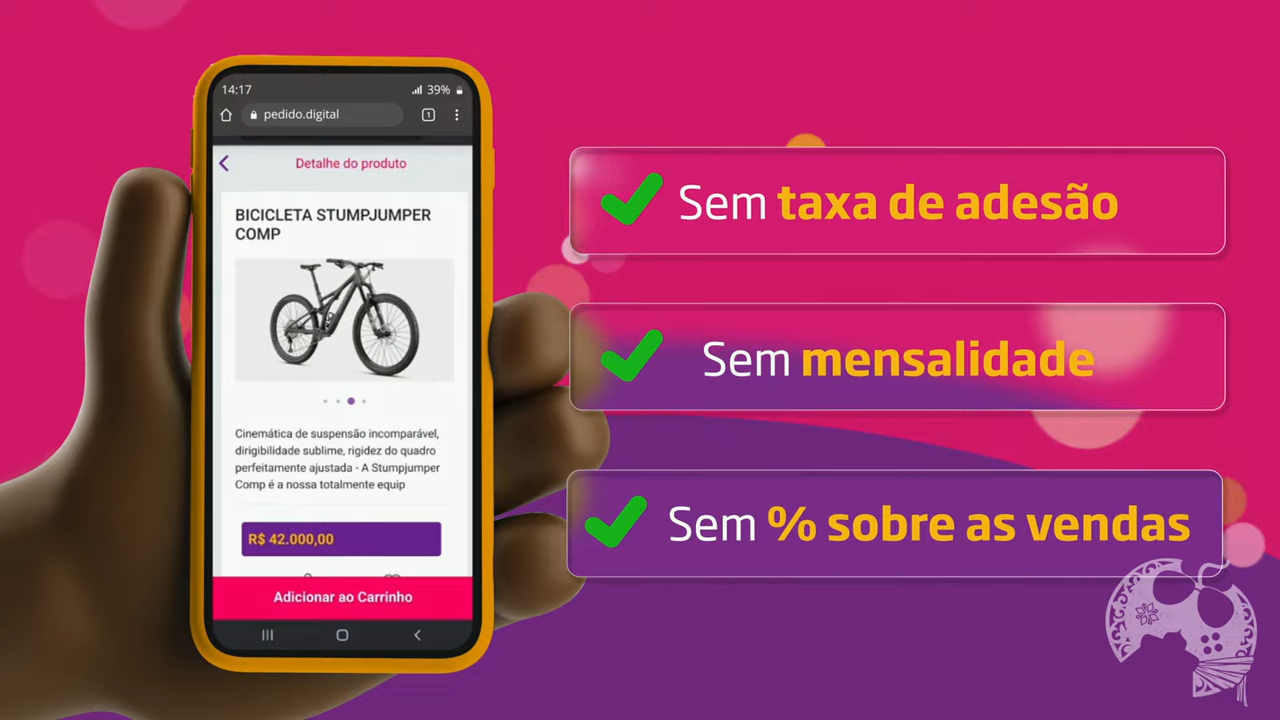 14:17
39%
pedido.digital
1
Detalhe do produto
BICICLETA STUMPJUMPER
COMP
Cinemática de suspensão incomparável,
dirigibilidade sublime, rigidez do quadro
perfeitamente ajustada - A Stumpjumper
Comp é a nossa totalmente equip
R$ 42.000,00
Adicionar ao Carrinho
Sem taxa de adesão
Sem mensalidade
Sem % sobre as vendas